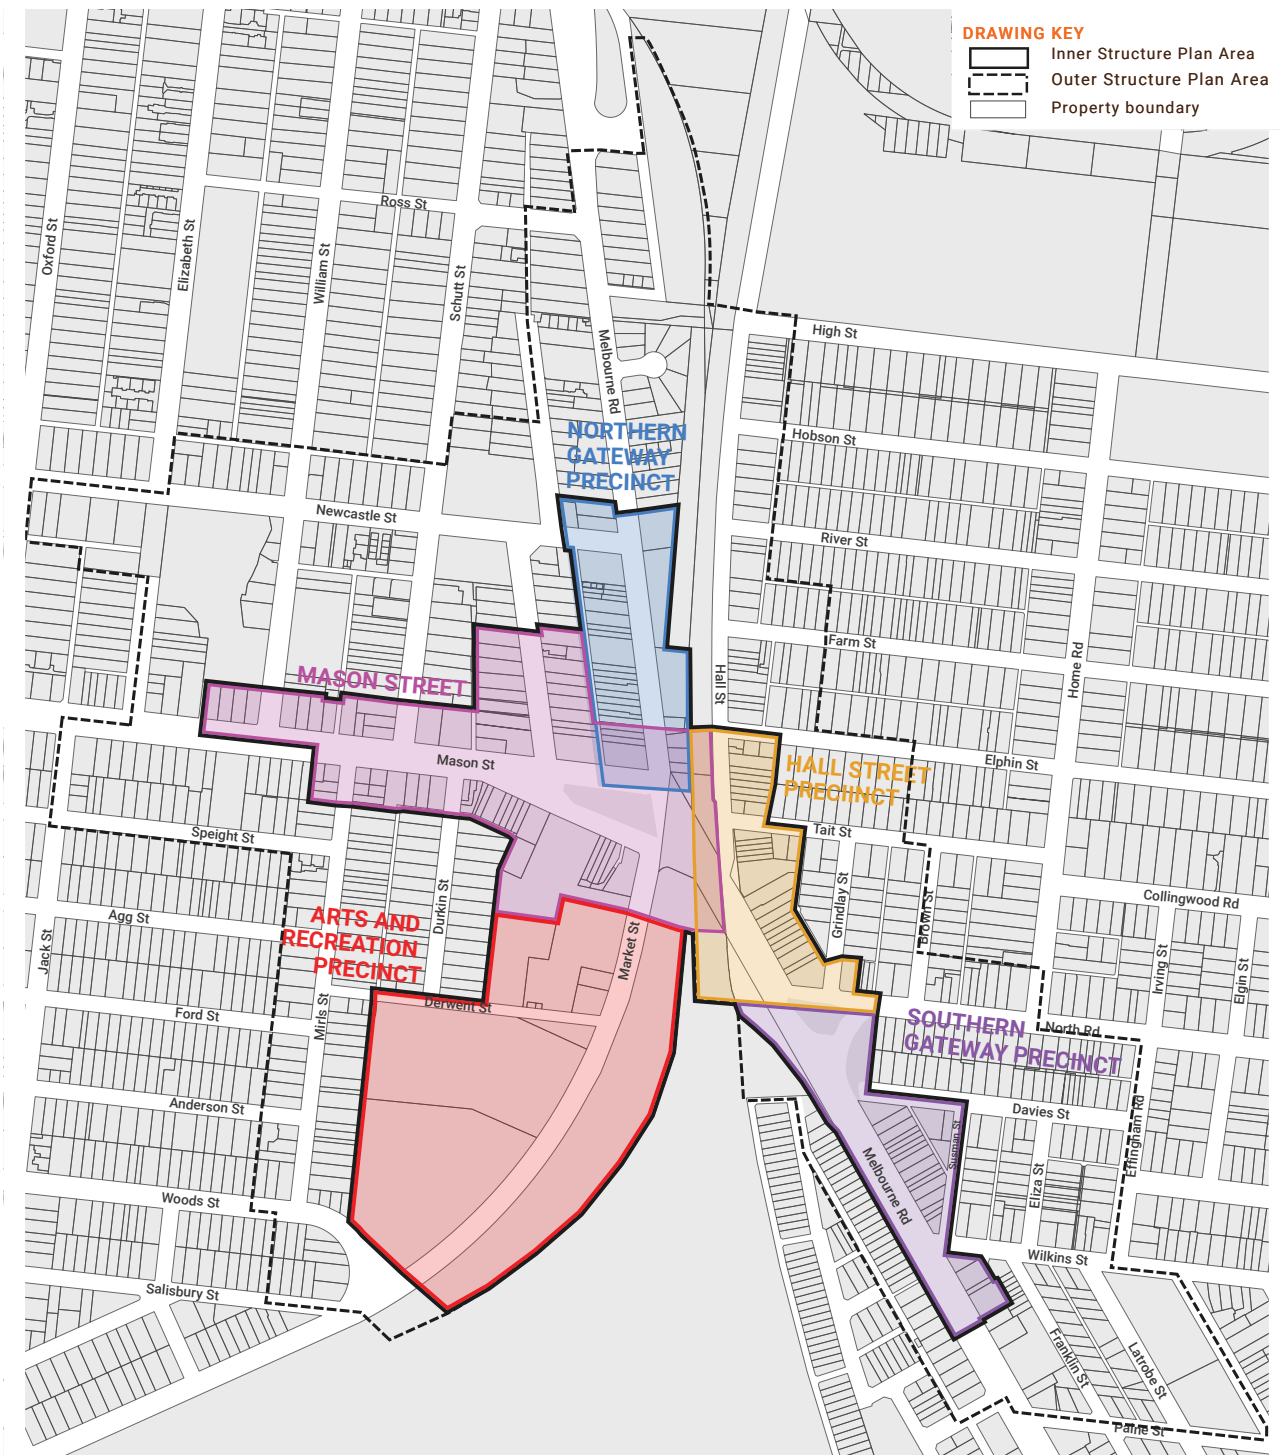 DRAWING KEY
Inner Structure Plan Area
Outer Structure Plan Area
Property boundary
Ross St
Oxford St
Elizabeth St
William St
Schutt St
Melbourne Rd
High St
Hobson St
NORTHERN
GATEWAY
PRECINCT
Newcastle St
River St
Farm St
Home Rd
Hall St
MASON STREET
Mason St
Elphin St
HALL STREET
PRECIINCT
Speight St
Tait St
Collingwood Rd
Grindlay St
Brown St
Durkin St
Agg St
ARTS AND
RECREATION
PRECINCT
Market St
Jack St
Irving St
Elgin St
Derwent St
Mirls St
Ford St
SOUTHERN
GATEWAY PRECINCT
North Rd
Anderson St
Davies St
Effingham Rd
Susman St
Melbourne Rd
Eliza St
Woods St
Wilkins St
Salisbury St
Franklin St
Latrobe St
Paine St